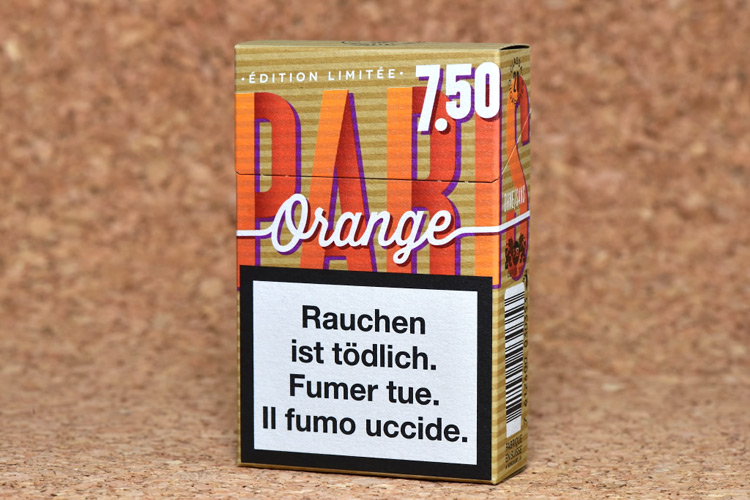 ·ÉDITION LIMITÉE·
7.50
PARIS
Orange
Rauchen
ist tödlich.
Fumer tue.
Il fumo uccide.